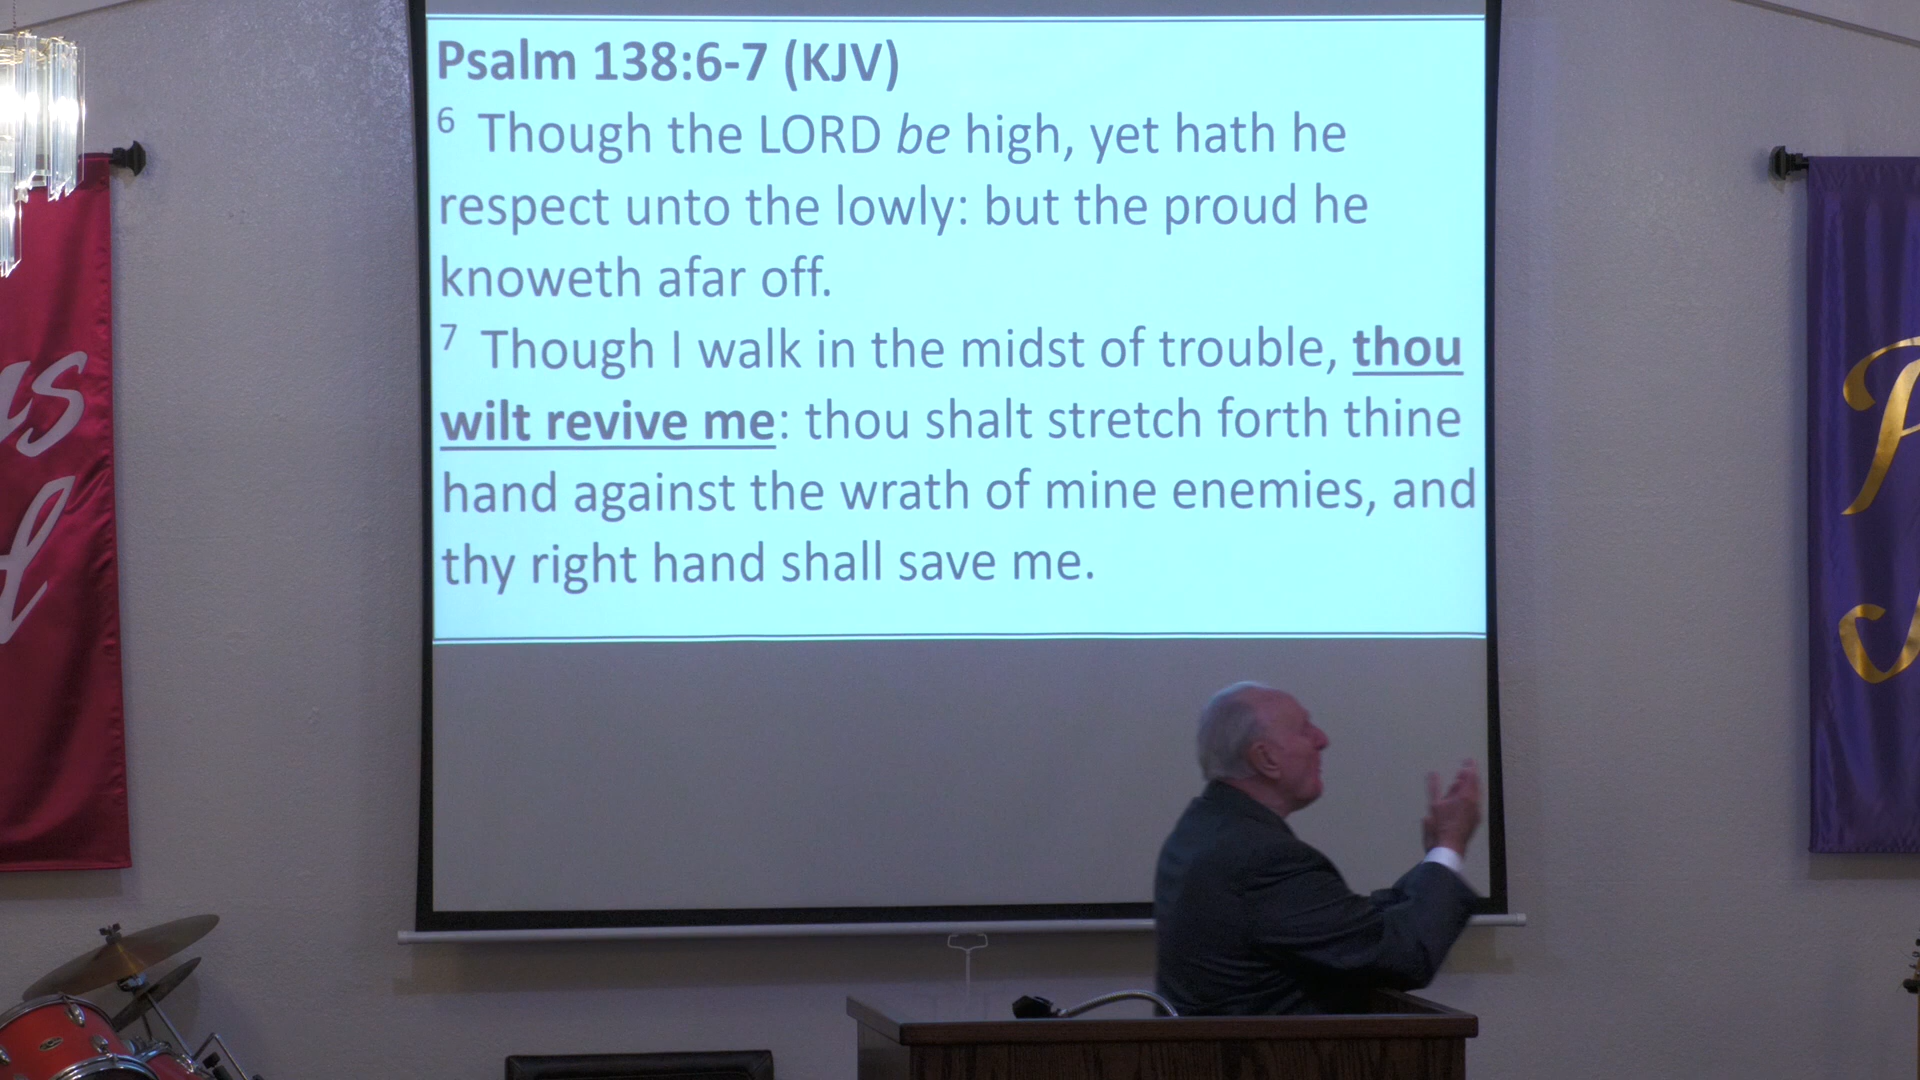 Psalm 138:6-7 (KJV)
6 Though the LORD be high, yet hath he
respect unto the lowly: but the proud he
knoweth afar off.
7 Though I walk in the midst of trouble, thou
wilt revive me: thou shalt stretch forth thine
hand against the wrath of mine enemies, and
thy right hand shall save me.